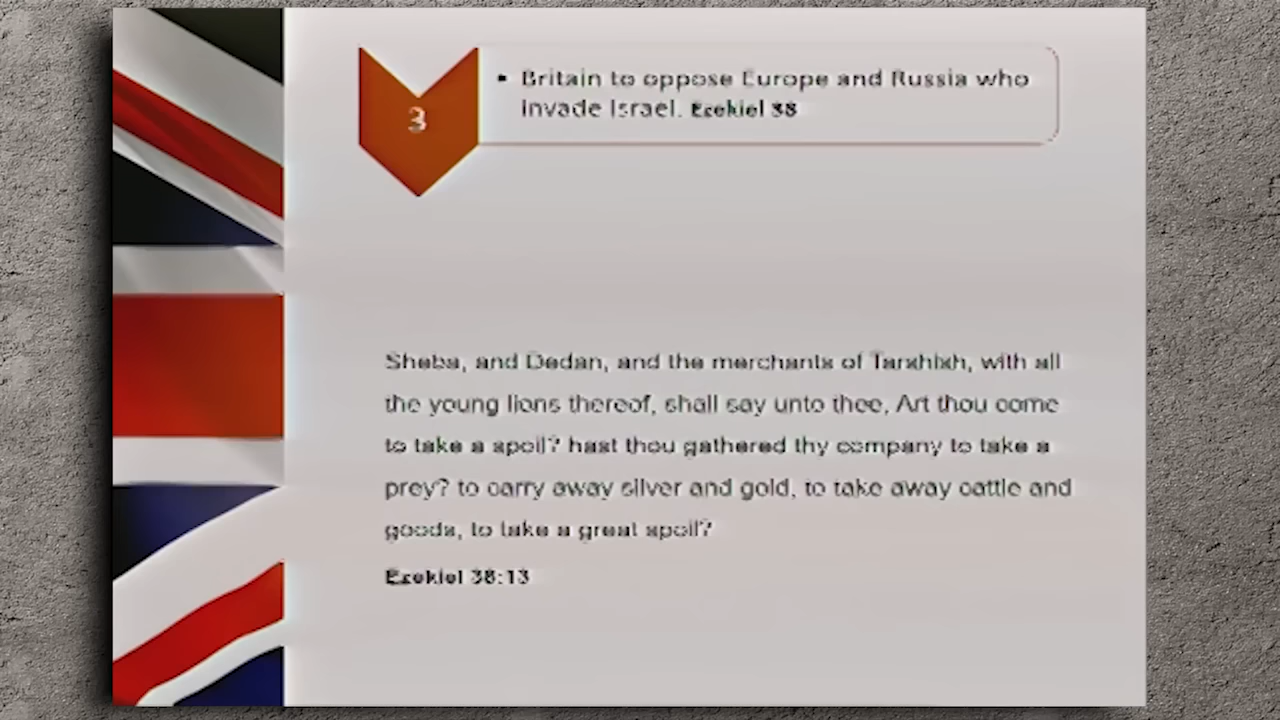 3
• Britain to oppose Europe and Russia who
invade Israel. Ezekiel 38
Sheba, and Dedan, and the merchants of Tarshish, with all
the young lions thereof, shall say unto thee, Art thou come
to take a spoil? hast thou gathered thy company to take a
prey? to carry away silver and gold, to take away cattle and
goods, to take a great spoil?
Ezekiel 38:13